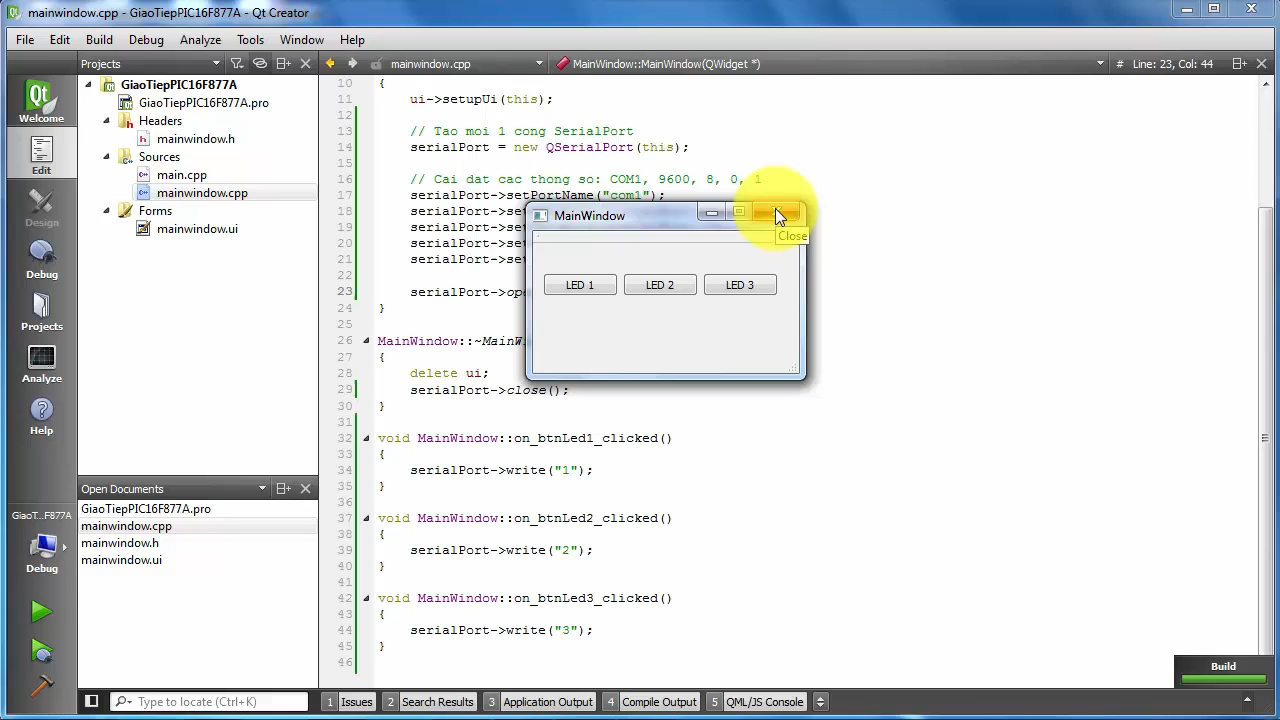 mainwindow.cpp - GiaoTiepPIC16F877A - Qt Creator
File Edit Build Debug Analyze Tools Window Help
Projects
mainwindow.cpp
MainWindow::MainWindow(QWidget *)
# Line: 23, Col: 44
Welcome
Edit
Design
Debug
Projects
Analyze
Help
GiaoT...F877A
Debug
GiaoTiepPIC16F877A
GiaoTiepPIC16F877A.pro
Headers
mainwindow.h
Sources
main.cpp
mainwindow.cpp
Forms
mainwindow.ui
Open Documents
GiaoTiepPIC16F877A.pro
mainwindow.cpp
mainwindow.h
mainwindow.ui
10 {
11 ui->setupUi(this);
12
13 // Tao moi 1 cong SerialPort
14 serialPort = new QSerialPort(this);
15
16 // Cai dat cac thong so: COM1, 9600, 8, 0, 1
17 serialPort->setPortName("com1");
18 serialPort->set
19 serialPort->set
20 serialPort->set
21 serialPort->set
22
23 serialPort->ope
24 }
25
26 MainWindow::~MainW
27 {
28 delete ui;
29 serialPort->close();
30 }
31
32 void MainWindow::on_btnLed1_clicked()
33 {
34 serialPort->write("1");
35 }
36
37 void MainWindow::on_btnLed2_clicked()
38 {
39 serialPort->write("2");
40 }
41
42 void MainWindow::on_btnLed3_clicked()
43 {
44 serialPort->write("3");
45 }
46
MainWindow
Close
LED 1 LED 2 LED 3
Build
Type to locate (Ctrl+K)
1 Issues 2 Search Results 3 Application Output 4 Compile Output 5 QML/JS Console